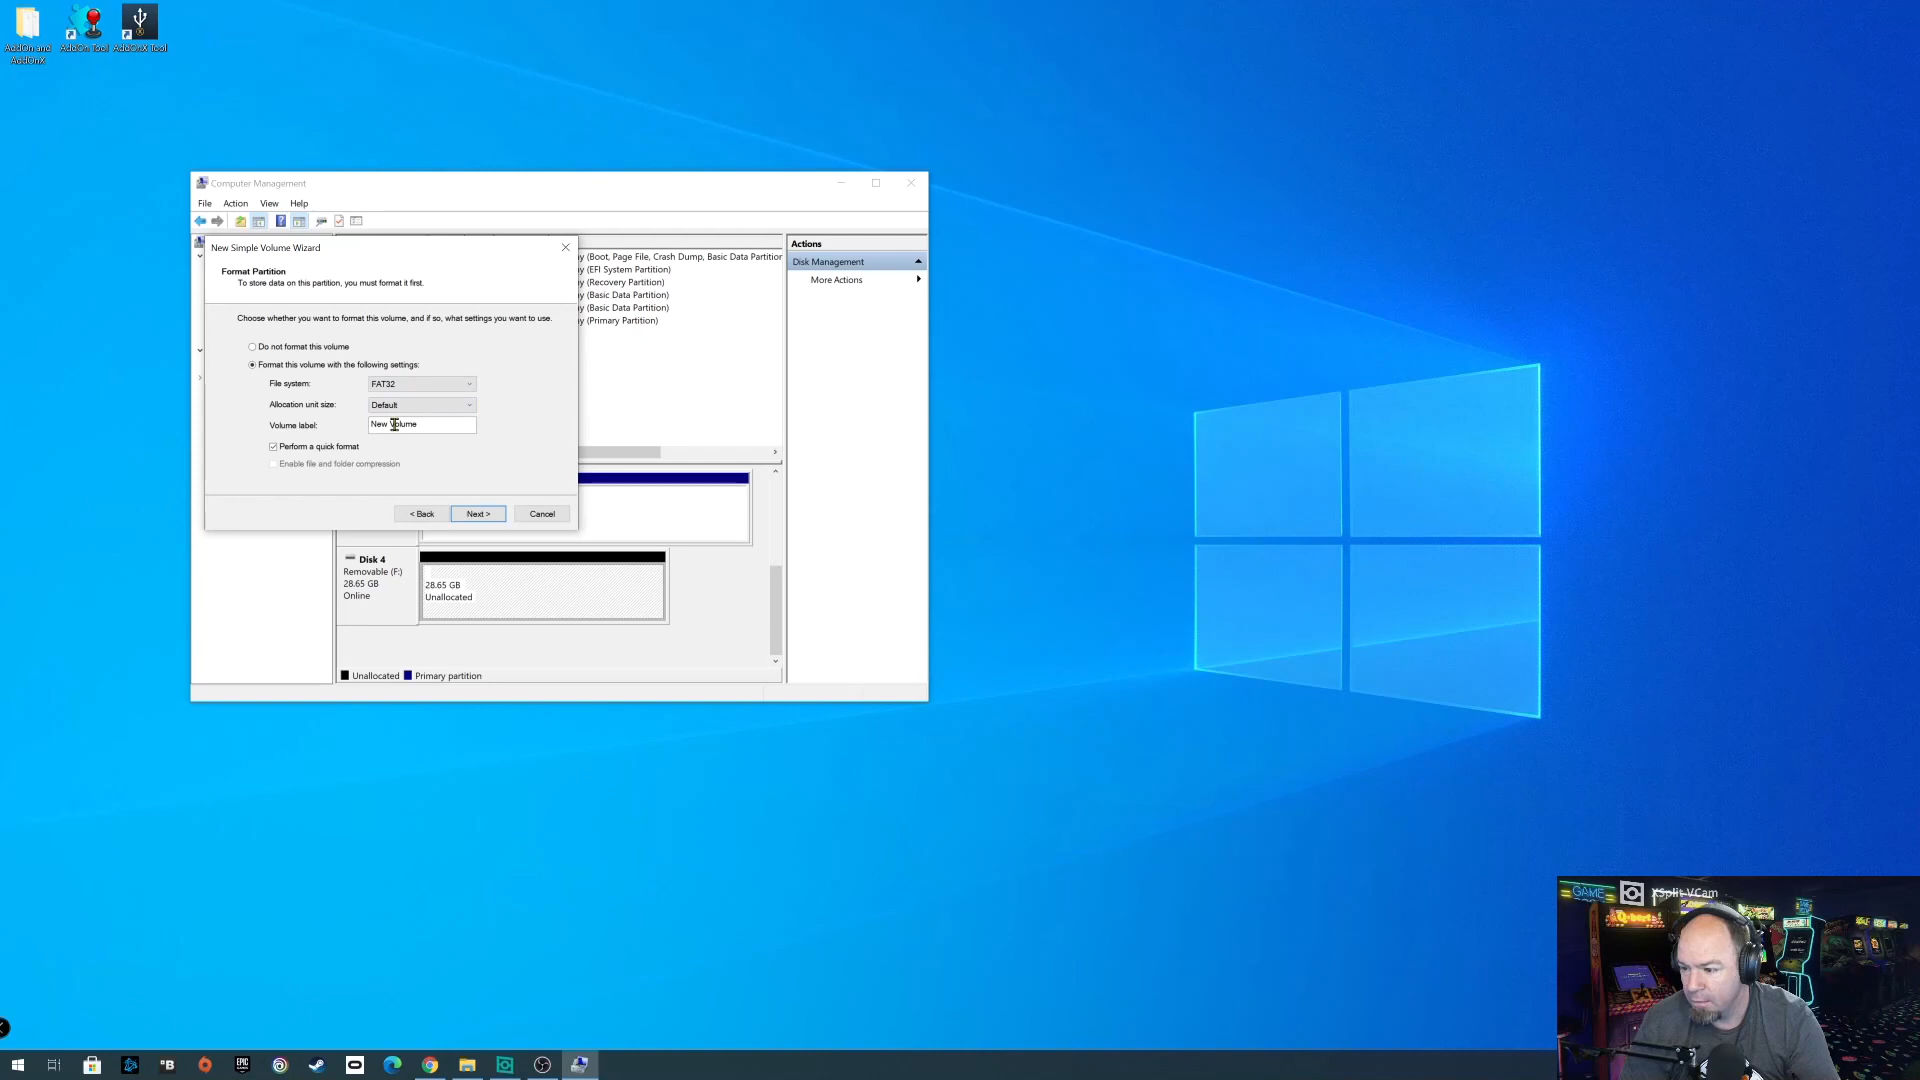 AddOn and
AddOnX
AddOn Tool
AddOnX Tool
Computer Management
File Action View Help
New Simple Volume Wizard
Format Partition
To store data on this partition, you must format it first.
Choose whether you want to format this volume, and if so, what settings you want to use.
Do not format this volume
Format this volume with the following settings:
File system: FAT32
Allocation unit size: Default
Volume label: New Volume
Perform a quick format
Enable file and folder compression
< Back Next > Cancel
y (Boot, Page File, Crash Dump, Basic Data Partition
y (EFI System Partition)
y (Recovery Partition)
y (Basic Data Partition)
y (Basic Data Partition)
y (Primary Partition)
Actions
Disk Management
More Actions
Disk 4
Removable (F:)
28.65 GB
Online
28.65 GB
Unallocated
Unallocated Primary partition
GAME
XSplit VCam
Q-bert
EPIC
GAMES
B